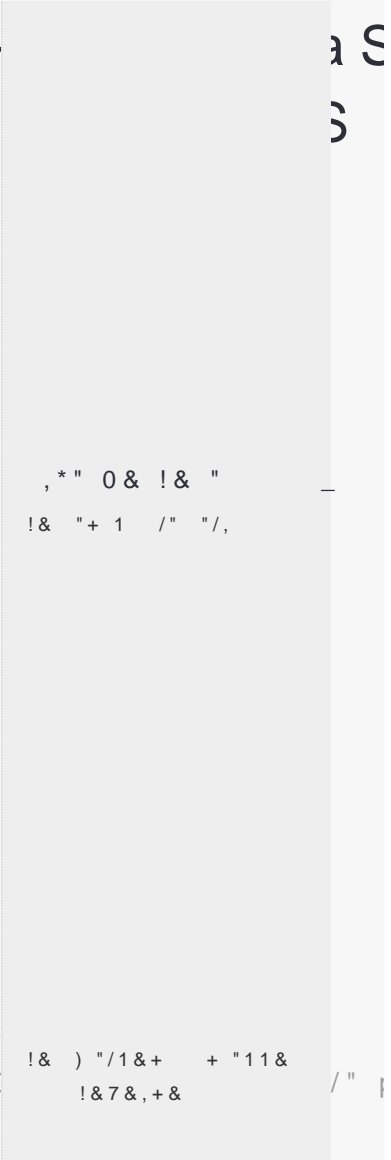 a S
S
,*" 0& !& "
_
!& "+ 1 /" "/,
!& ) "/1&+ + "11&
/" p
!&7&,+&